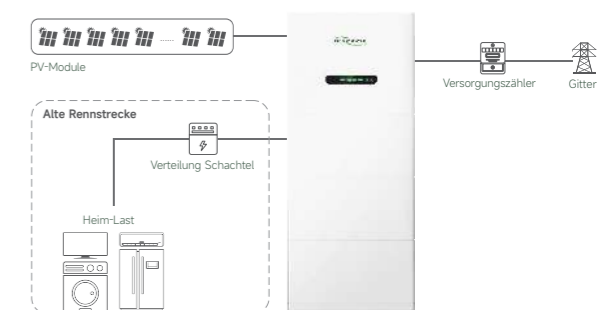 PV-Module
Versorgungszähler
Gitter
Alte Rennstrecke
Verteilung Schachtel
Heim-Last